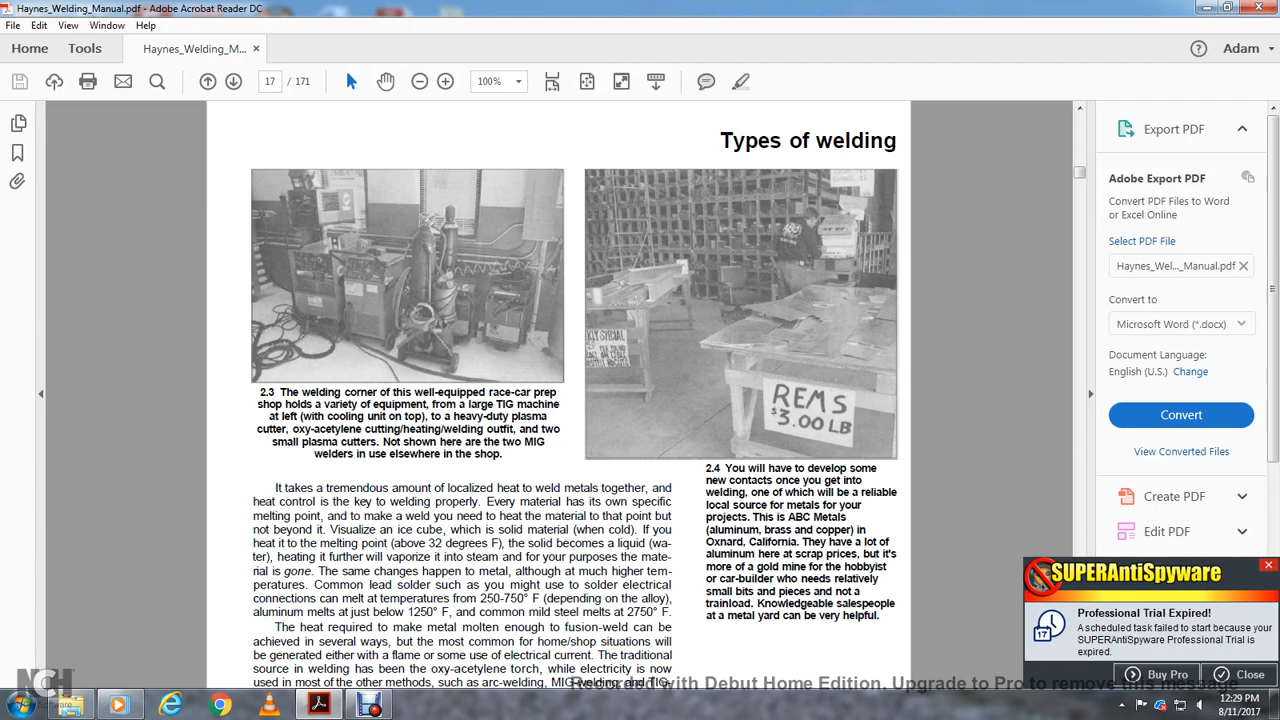 Haynes_Welding_Manual.pdf - Adobe Acrobat Reader DC
File Edit View Window Help
Home Tools Haynes_Welding_M... Adam
17 / 171 100%
Types of welding
REMS
$3.00 LB
2.3 The welding corner of this well-equipped race-car prep
shop holds a variety of equipment, from a large TIG machine
at left (with cooling unit on top), to a heavy-duty plasma
cutter, oxy-acetylene cutting/heating/welding outfit, and two
small plasma cutters. Not shown here are the two MIG
welders in use elsewhere in the shop.
2.4 You will have to develop some
new contacts once you get into
welding, one of which will be a reliable
local source for metals for your
projects. This is ABC Metals
(aluminum, brass and copper) in
Oxnard, California. They have a lot of
aluminum here at scrap prices, but it's
more of a gold mine for the hobbyist
or car-builder who needs relatively
small bits and pieces and not a
trainload. Knowledgeable salespeople
at a metal yard can be very helpful.
It takes a tremendous amount of localized heat to weld metals together, and
heat control is the key to welding properly. Every material has its own specific
melting point, and to make a weld you need to heat the material to that point but
not beyond it. Visualize an ice cube, which is solid material (when cold). If you
heat it to the melting point (above 32 degrees F), the solid becomes a liquid (wa-
ter), heating it further will vaporize it into steam and for your purposes the mate-
rial is gone. The same changes happen to metal, although at much higher tem-
peratures. Common lead solder such as you might use to solder electrical
connections can melt at temperatures from 250-750° F (depending on the alloy),
aluminum melts at just below 1250° F, and common mild steel melts at 2750° F.
The heat required to make metal molten enough to fusion-weld can be
achieved in several ways, but the most common for home/shop situations will
be generated either with a flame or some use of electrical current. The traditional
source in welding has been the oxy-acetylene torch, while electricity is now
used in most of the other methods, such as arc-welding, MIG-welding, and TIG-
Export PDF
Adobe Export PDF
Convert PDF Files to Word
or Excel Online
Select PDF File
Haynes_Wel..._Manual.pdf
Convert to
Microsoft Word (*.docx)
Document Language:
English (U.S.) Change
Convert
View Converted Files
Create PDF
Edit PDF
SUPERAntiSpyware
Professional Trial Expired!
A scheduled task failed to start because your
SUPERAntiSpyware Professional Trial is
expired.
17
Buy Pro Close
NCH
Software
Recorded with Debut Home Edition. Upgrade to Pro to remove this message
12:29 PM
8/11/2017